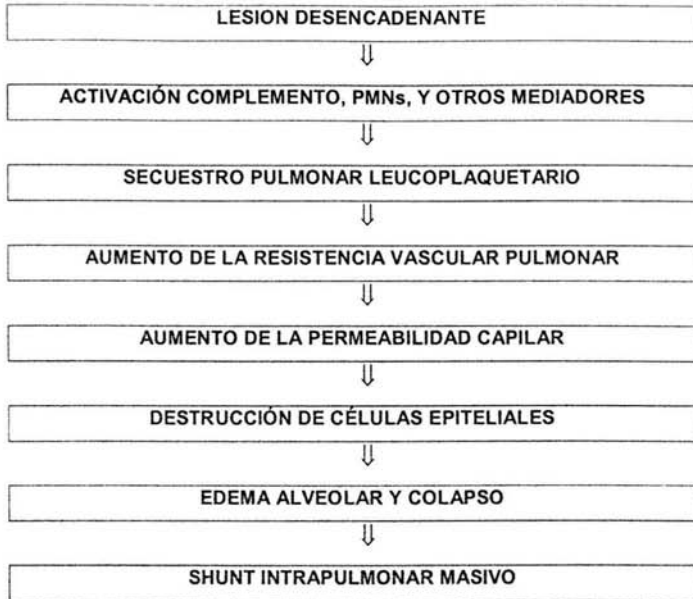 LESION DESENCADENANTE
⇓
ACTIVACIÓN COMPLEMENTO, PMNs, Y OTROS MEDIADORES
⇓
SECUESTRO PULMONAR LEUCOPLAQUETARIO
⇓
AUMENTO DE LA RESISTENCIA VASCULAR PULMONAR
⇓
AUMENTO DE LA PERMEABILIDAD CAPILAR
⇓
DESTRUCCIÓN DE CÉLULAS EPITELIALES
⇓
EDEMA ALVEOLAR Y COLAPSO
⇓
SHUNT INTRAPULMONAR MASIVO